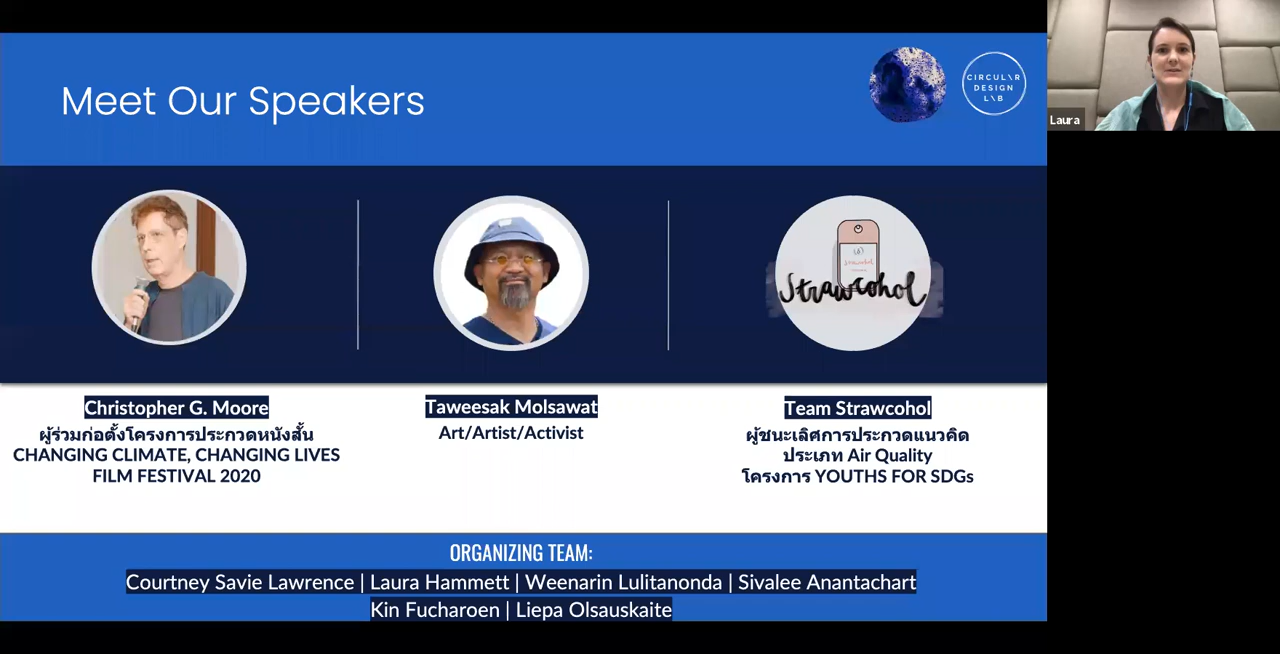 Meet Our Speakers
CIRCUL\R
DESIGN
L\B
Laura
strawcohol
Strawcohol
Christopher G. Moore
ผู้ร่วมก่อตั้งโครงการประกวดหนังสั้น
CHANGING CLIMATE, CHANGING LIVES
FILM FESTIVAL 2020
Taweesak Molsawat
Art/Artist/Activist
Team Strawcohol
ผู้ชนะเลิศการประกวดแนวคิด
ประเภท Air Quality
โครงการ YOUTHS FOR SDGs
ORGANIZING TEAM:
Courtney Savie Lawrence | Laura Hammett | Weenarin Lulitanonda | Sivalee Anantachart
Kin Fucharoen | Liepa Olsauskaite